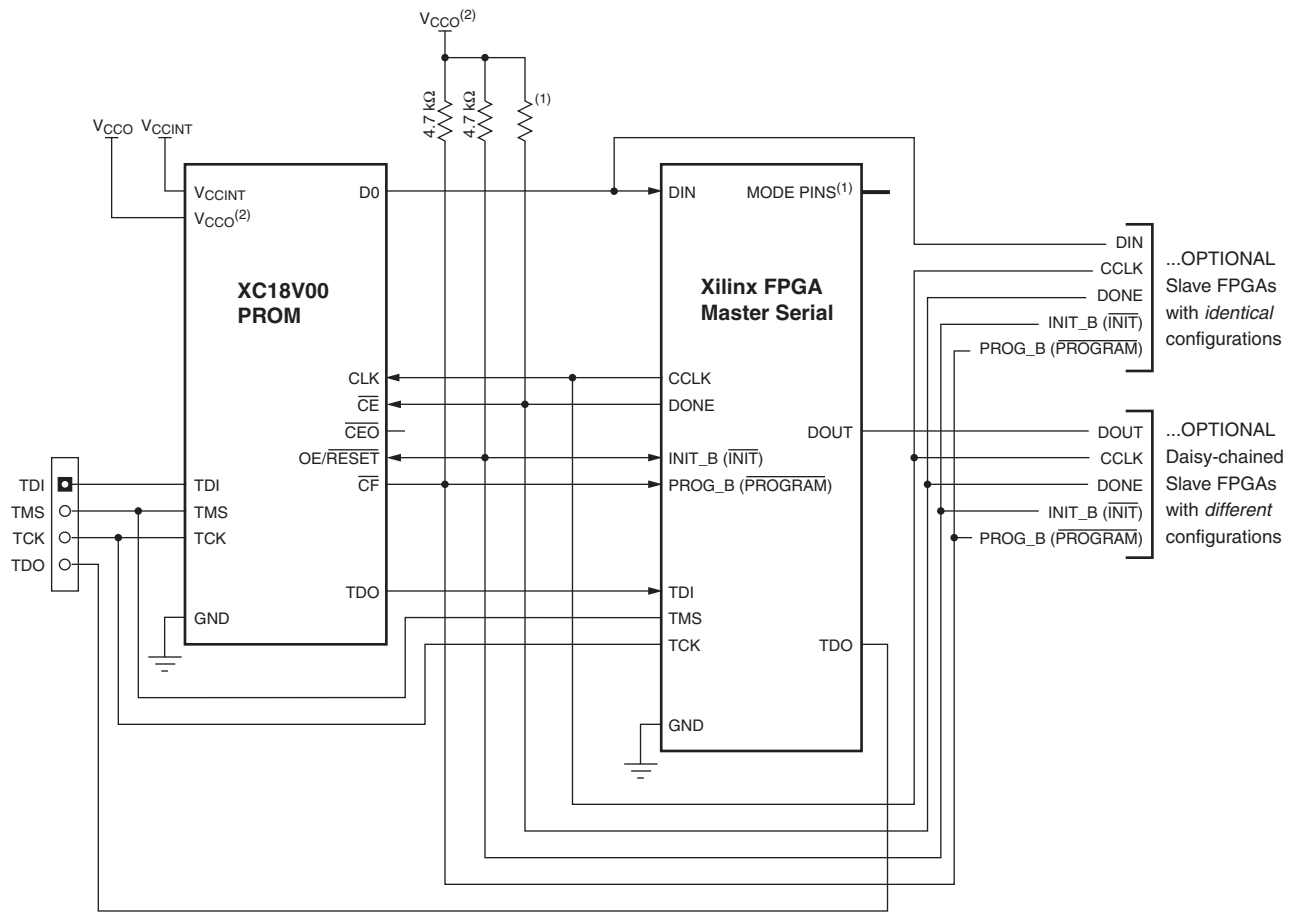 VCCO(2)
4.7 kΩ
4.7 kΩ
(1)
VCCO VCCINT
VCCINT
VCCO(2)
D0
XC18V00
PROM
CLK
CE
CEO
OE/RESET
CF
TDI
TMS
TCK
TDO
GND
TDI
TMS
TCK
TDO
DIN
MODE PINS(1)
Xilinx FPGA
Master Serial
CCLK
DONE
DOUT
INIT_B (INIT)
PROG_B (PROGRAM)
TDI
TMS
TCK
TDO
GND
DIN
CCLK
DONE
INIT_B (INIT)
PROG_B (PROGRAM)
...OPTIONAL
Slave FPGAs
with identical
configurations
DOUT
CCLK
DONE
INIT_B (INIT)
PROG_B (PROGRAM)
...OPTIONAL
Daisy-chained
Slave FPGAs
with different
configurations